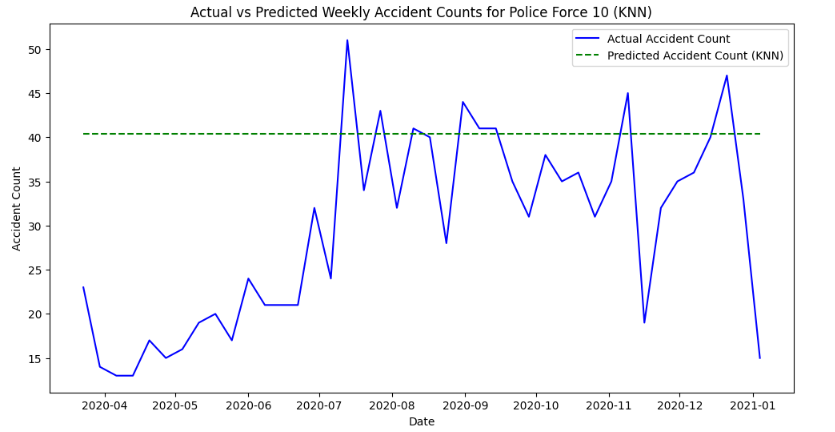 Actual vs Predicted Weekly Accident Counts for Police Force 10 (KNN)
Actual Accident Count
Predicted Accident Count (KNN)
50
45
40
35
30
25
20
15
Accident Count
2020-04 2020-05 2020-06 2020-07 2020-08 2020-09 2020-10 2020-11 2020-12 2021-01
Date